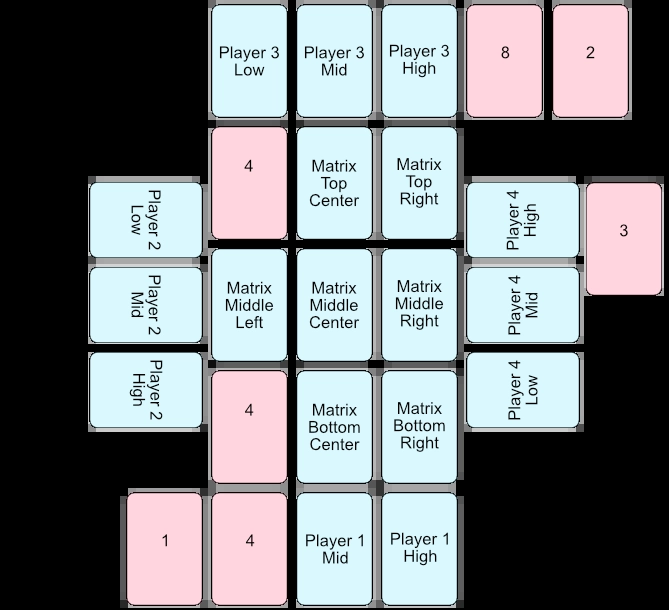 Player 3
Low
Player 3
Mid
Player 3
High
8
2
4
Matrix
Top
Center
Matrix
Top
Right
Player 2
Low
Player 4
High
3
Player 2
Mid
Matrix
Middle
Left
Matrix
Middle
Center
Matrix
Middle
Right
Player 4
Mid
Player 2
High
4
Matrix
Bottom
Center
Matrix
Bottom
Right
Player 4
Low
1
4
Player 1
Mid
Player 1
High